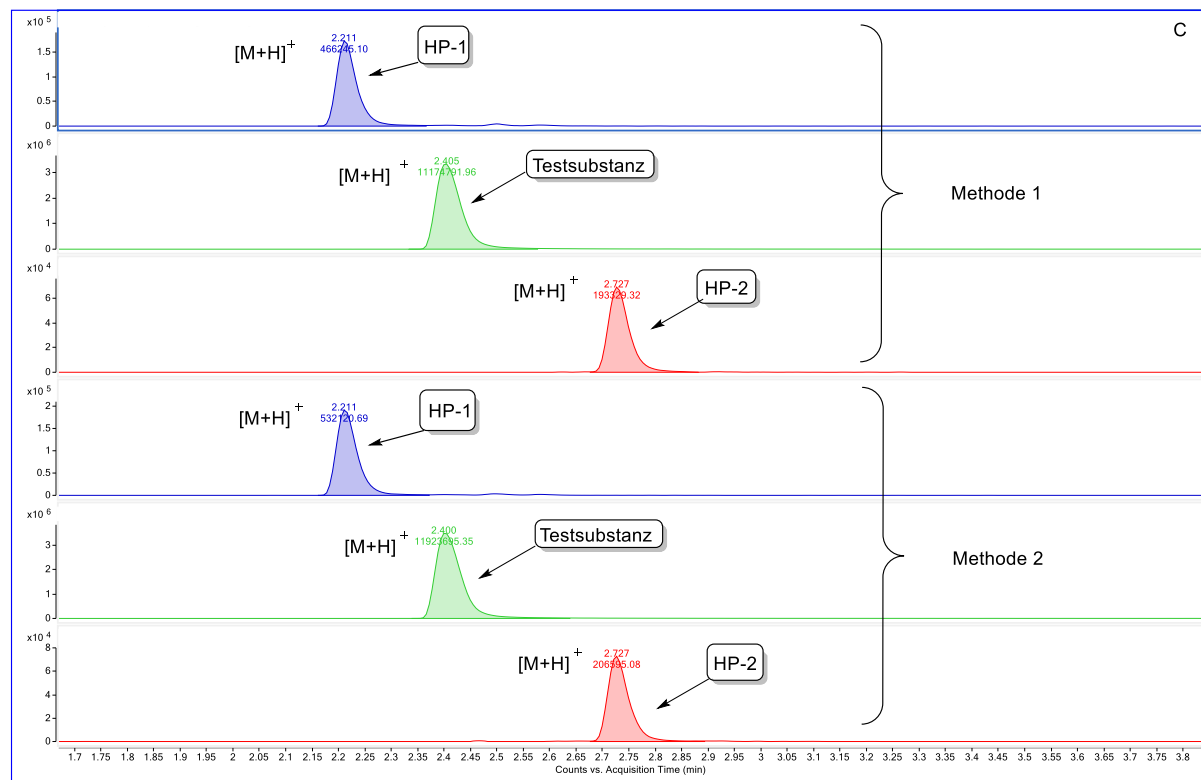 C
x10 5
1.5
1
0.5
0
[M+H]+
2.211
466245.10
HP-1
x10 6
3
2
1
0
[M+H] +
2.405
11174791.96
Testsubstanz
Methode 1
x10 4
6
4
2
0
[M+H] +
2.727
193329.32
HP-2
x10 5
2
1.5
1
0.5
0
[M+H] +
2.211
532120.69
HP-1
x10 6
3
2
1
0
[M+H] +
2.400
11923695.35
Testsubstanz
Methode 2
x10 4
8
6
4
2
0
[M+H] +
2.727
206595.08
HP-2
1.7 1.75 1.8 1.85 1.9 1.95 2 2.05 2.1 2.15 2.2 2.25 2.3 2.35 2.4 2.45 2.5 2.55 2.6 2.65 2.7 2.75 2.8 2.85 2.9 2.95 3 3.05 3.1 3.15 3.2 3.25 3.3 3.35 3.4 3.45 3.5 3.55 3.6 3.65 3.7 3.75 3.8
Counts vs. Acquisition Time (min)